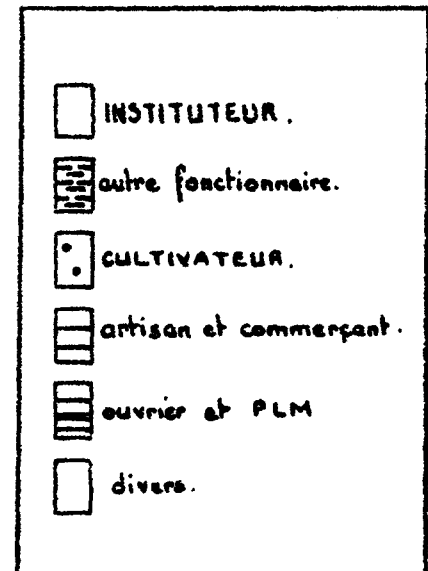 INSTITUTEUR.
autre fonctionnaire.
CULTIVATEUR.
artisan et commerçant.
ouvrier et PLM
divers.